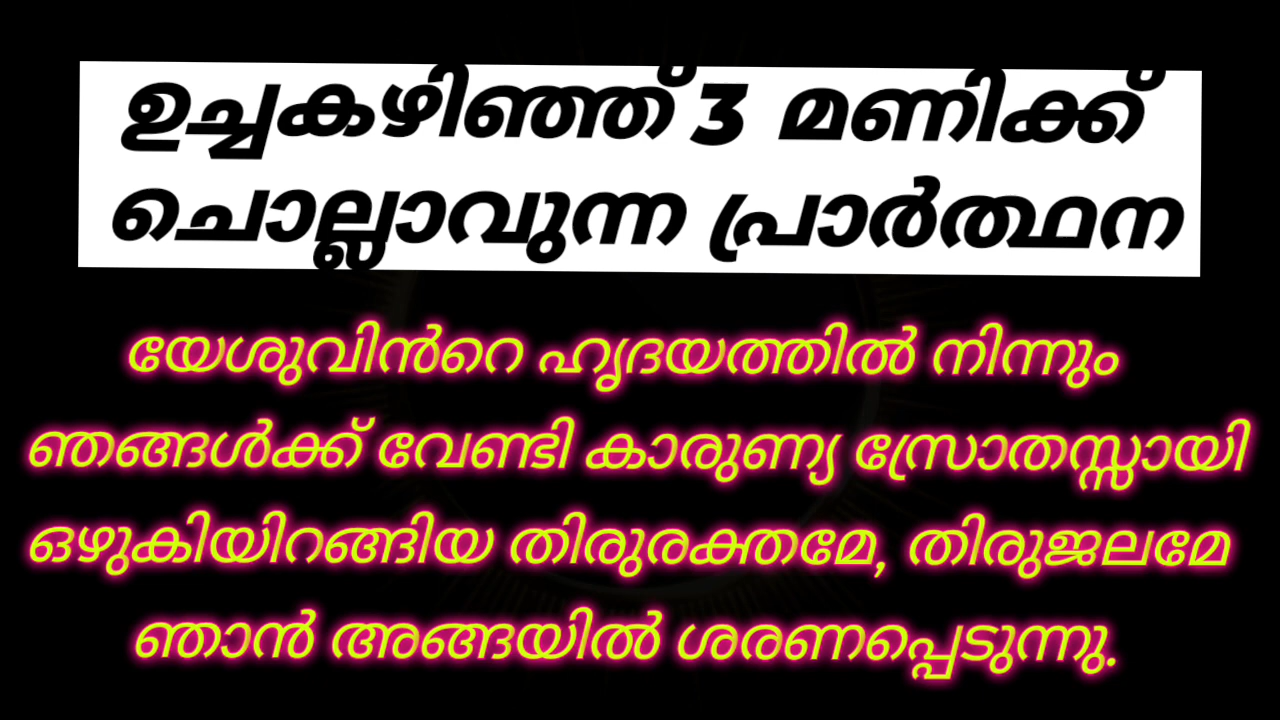 ഉച്ചകഴിഞ്ഞ് 3 മണിക്ക്
ചൊല്ലാവുന്ന പ്രാർത്ഥന
യേശുവിൻറെ ഹൃദയത്തിൽ നിന്നും
ഞങ്ങൾക്ക് വേണ്ടി കാരുണ്യ സ്രോതസ്സായി
ഒഴുകിയിറങ്ങിയ തിരുരക്തമേ, തിരുജലമേ
ഞാൻ അങ്ങയിൽ ശരണപ്പെടുന്നു.